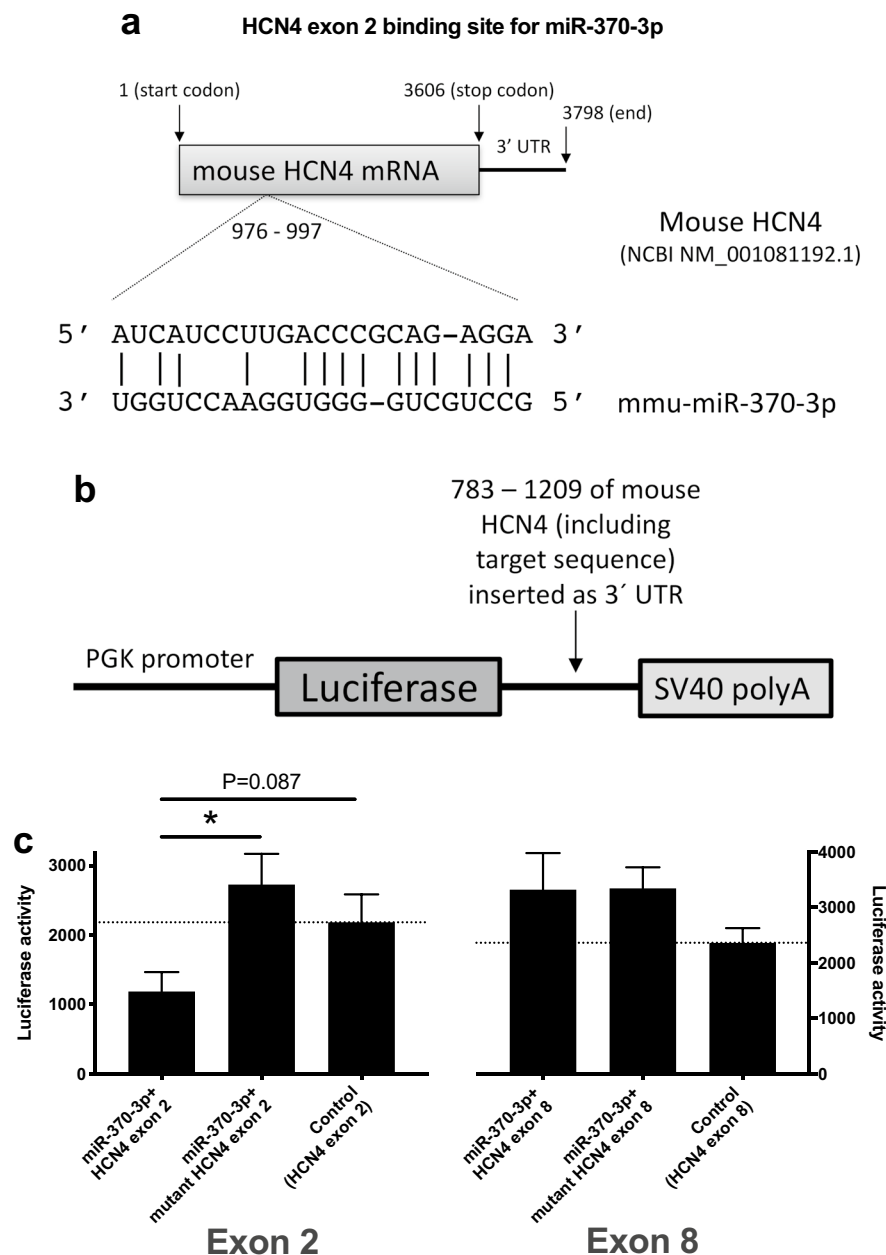 a
HCN4 exon 2 binding site for miR-370-3p
1 (start codon)
3606 (stop codon)
3798 (end)
3’ UTR
mouse HCN4 mRNA
976 - 997
Mouse HCN4
(NCBI NM_001081192.1)
5’ AUCAUCCUUGACCCGCAG–AGGA 3’
3’ UGGUCCAAGGUGGG–GUCGUCCG 5’ mmu-miR-370-3p
b
783 – 1209 of mouse
HCN4 (including
target sequence)
inserted as 3´ UTR
PGK promoter
Luciferase
SV40 polyA
c
P=0.087
*
Luciferase activity
3000
2000
1000
0
miR-370-3p+
HCN4 exon 2
miR-370-3p+
mutant HCN4 exon 2
Control
(HCN4 exon 2)
Exon 2
4000
3000
2000
1000
0
Luciferase activity
miR-370-3p+
HCN4 exon 8
miR-370-3p+
mutant HCN4 exon 8
Control
(HCN4 exon 8)
Exon 8